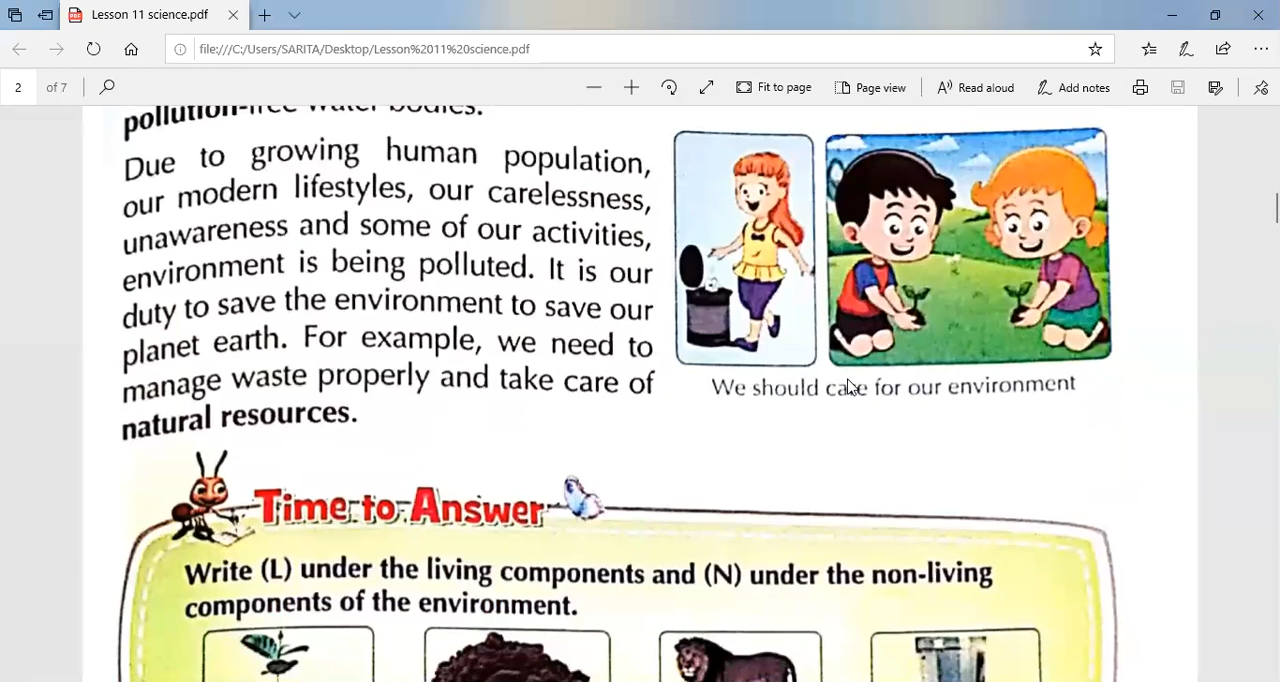 Lesson 11 science.pdf
file:///C:/Users/SARITA/Desktop/Lesson%2011%20science.pdf
2 of 7
Fit to page
Page view
Read aloud
Add notes
pollution-free water bodies.
Due to growing human population,
our modern lifestyles, our carelessness,
unawareness and some of our activities,
environment is being polluted. It is our
duty to save the environment to save our
planet earth. For example, we need to
manage waste properly and take care of
natural resources.
We should care for our environment
Time to Answer
Write (L) under the living components and (N) under the non-living
components of the environment.